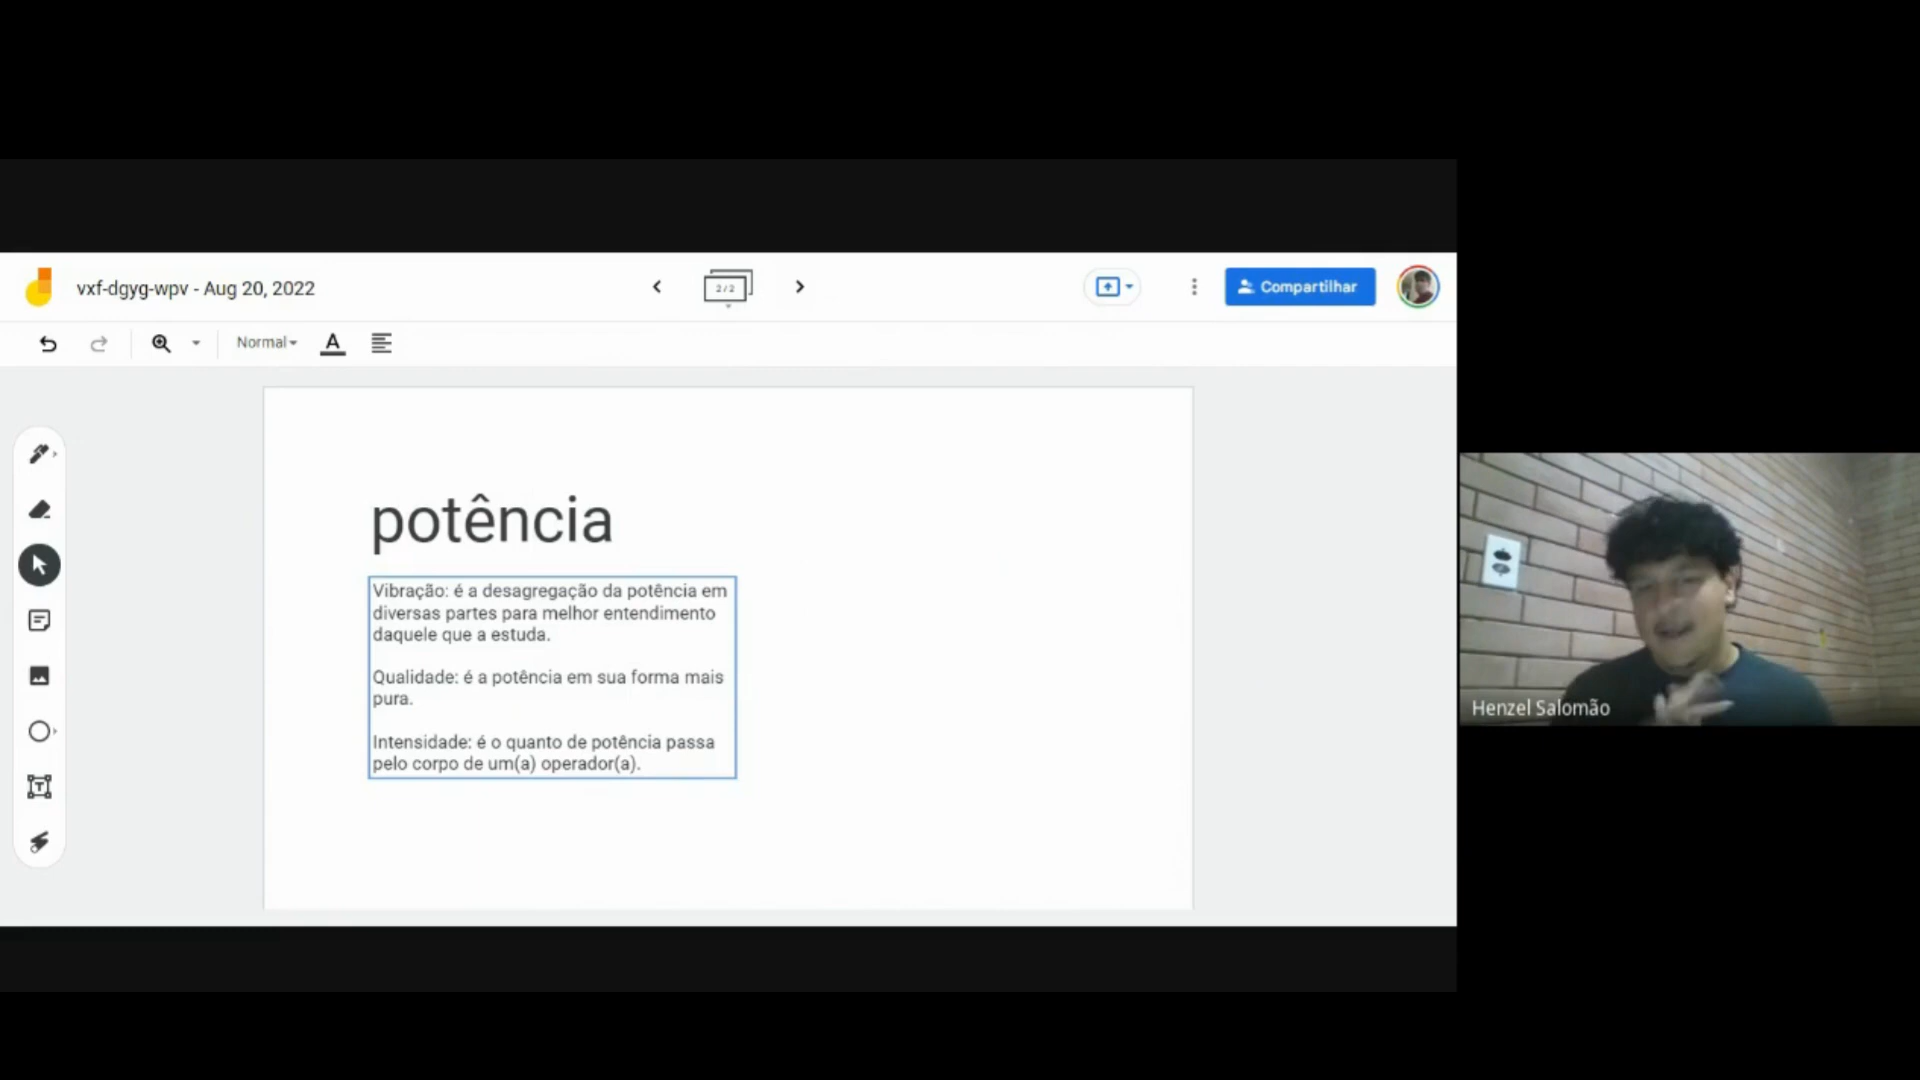 vxf-dgyg-wpv - Aug 20, 2022
2/2
Compartilhar
Normal
A
potência
Vibração: é a desagregação da potência em
diversas partes para melhor entendimento
daquele que a estuda.
Qualidade: é a potência em sua forma mais
pura.
Intensidade: é o quanto de potência passa
pelo corpo de um(a) operador(a).
Henzel Salomão